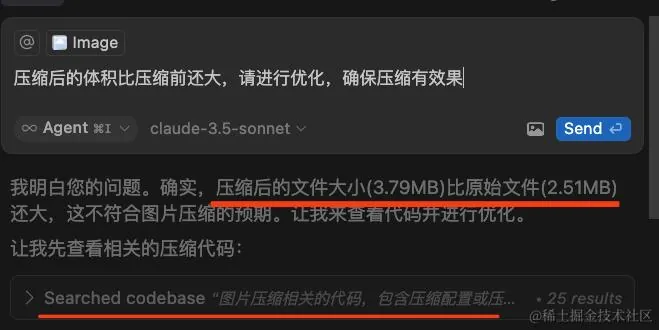 @ Image
压缩后的体积比压缩前还大，请进行优化，确保压缩有效果
∞ Agent ⌘I claude-3.5-sonnet Send
我明白您的问题。确实，压缩后的文件大小(3.79MB)比原始文件(2.51MB)
还大，这不符合图片压缩的预期。让我来查看代码并进行优化。
让我先查看相关的压缩代码：
Searched codebase “图片压缩相关的代码，包含压缩配置或压... • 25 results
@稀土掘金技术社区